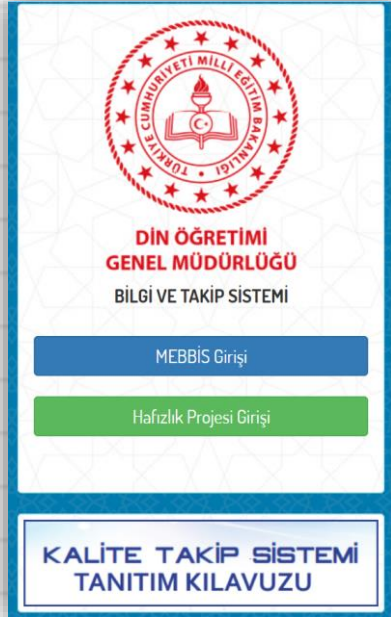 TÜRKİYE CUMHURİYETİ MİLLİ EĞİTİM BAKANLIĞI
DİN ÖĞRETİMİ
GENEL MÜDÜRLÜĞÜ
BİLGİ VE TAKİP SİSTEMİ
MEBBİS Girişi
Hafızlık Projesi Girişi
KALİTE TAKİP SİSTEMİ
TANITIM KILAVUZU